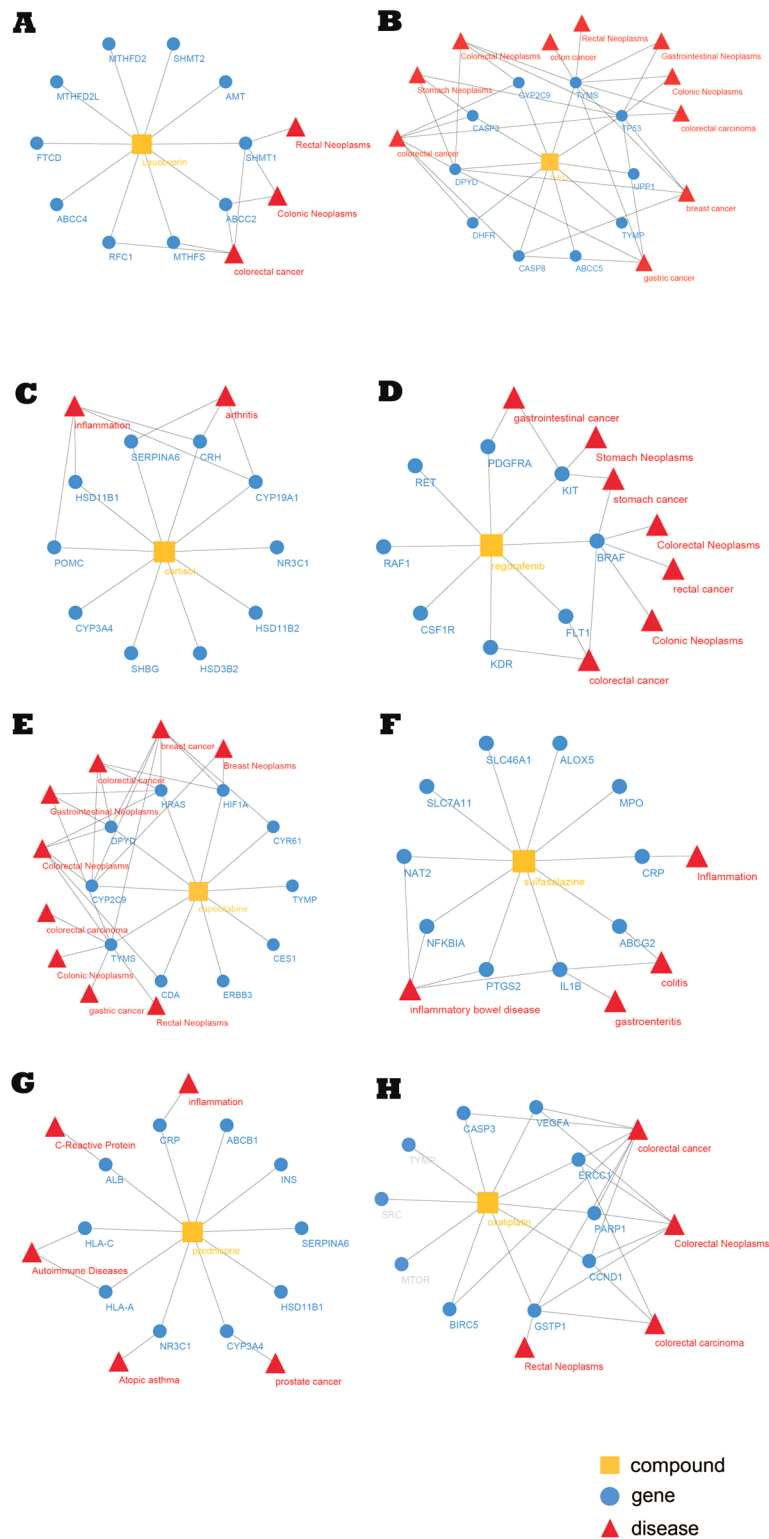 A
MTHFD2
SHMT2
MTHFD2L
AMT
Leucovorin
FTCD
SHMT1
Rectal Neoplasms
ABCC4
ABCC2
Colonic Neoplasms
RFC1
MTHFS
colorectal cancer
B
Rectal Neoplasms
Colorectal Neoplasms
colon cancer
Gastrointestinal Neoplasms
Stomach Neoplasms
CYP2C9
TYMS
Colonic Neoplasms
CASP3
TP53
colorectal carcinoma
colorectal cancer
DPYD
UPP1
breast cancer
DHFR
TYMP
CASP8
ABCC5
gastric cancer
C
inflammation
arthritis
SERPINA6
CRH
HSD11B1
CYP19A1
POMC
cortisol
NR3C1
CYP3A4
HSD11B2
SHBG
HSD3B2
D
gastrointestinal cancer
PDGFRA
Stomach Neoplasms
RET
KIT
stomach cancer
RAF1
regorafenib
BRAF
Colorectal Neoplasms
rectal cancer
CSF1R
FLT1
Colonic Neoplasms
KDR
colorectal cancer
E
breast cancer
Breast Neoplasms
colorectal cancer
Gastrointestinal Neoplasms
HRAS
HIF1A
DPYD
CYR61
Colorectal Neoplasms
CYP2C9
capecitabine
TYMP
colorectal carcinoma
TYMS
CES1
Colonic Neoplasms
CDA
ERBB3
gastric cancer
Rectal Neoplasms
F
SLC46A1
ALOX5
SLC7A11
MPO
NAT2
sulfasalazine
CRP
Inflammation
NFKBIA
ABCG2
PTGS2
IL1B
colitis
inflammatory bowel disease
gastroenteritis
G
inflammation
C-Reactive Protein
CRP
ABCB1
ALB
INS
HLA-C
prednisone
SERPINA6
Autoimmune Diseases
HLA-A
HSD11B1
NR3C1
CYP3A4
Atopic asthma
prostate cancer
H
CASP3
VEGFA
colorectal cancer
TYMP
ERCC1
SRC
oxaliplatin
PARP1
Colorectal Neoplasms
MTOR
CCND1
BIRC5
GSTP1
colorectal carcinoma
Rectal Neoplasms
compound
gene
disease